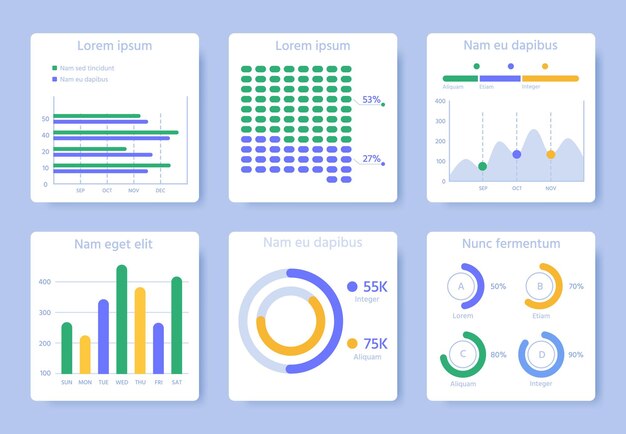 Lorem ipsum
Nam sed tincidunt
Nam eu dapibus
50
40
20
10
0
SEP OCT NOV DEC
Lorem ipsum
53%
27%
Nam eu dapibus
Aliquam Etiam Integer
400
300
200
100
0
SEP OCT NOV
Nam eget elit
400
300
200
100
SUN MON TUE WED THU FRI SAT
Nam eu dapibus
55K
Integer
75K
Aliquam
Nunc fermentum
A 50%
Lorem
B 70%
Etiam
C 80%
Aliquam
D 90%
Integer